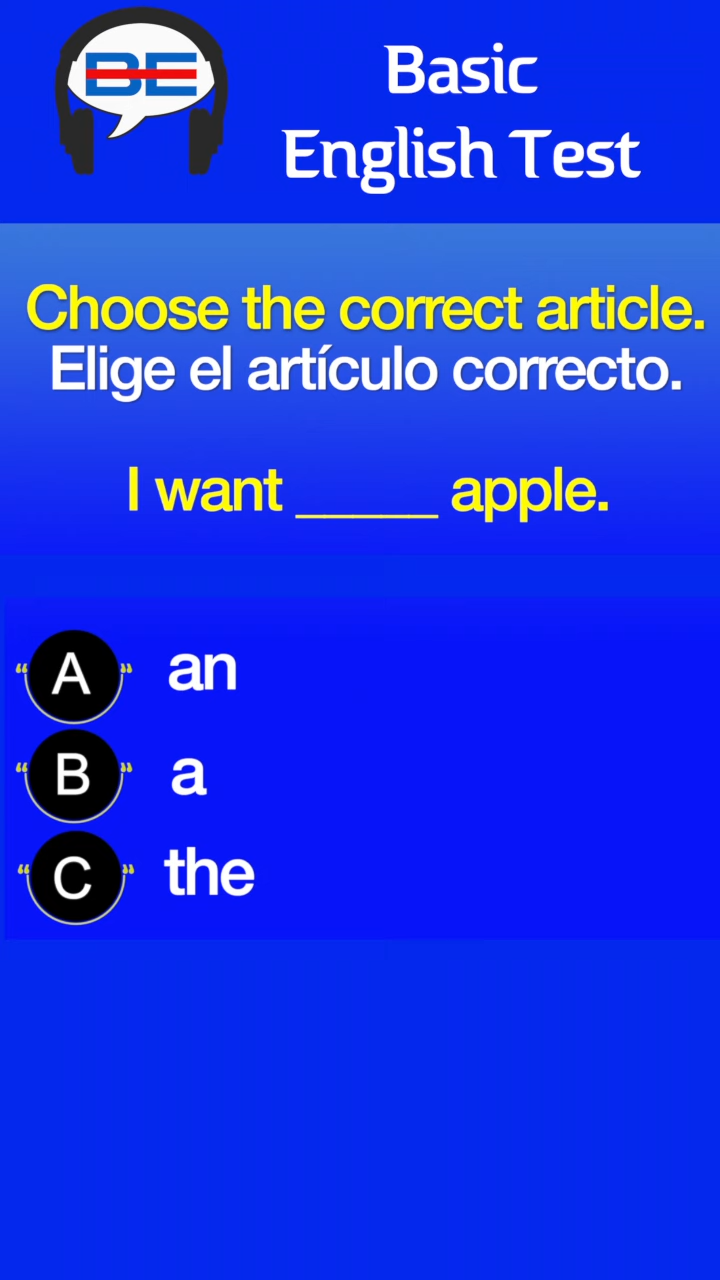 BE
Basic
English Test
Choose the correct article.
Elige el artículo correcto.
I want _____ apple.
“A” an
“B” a
“C” the